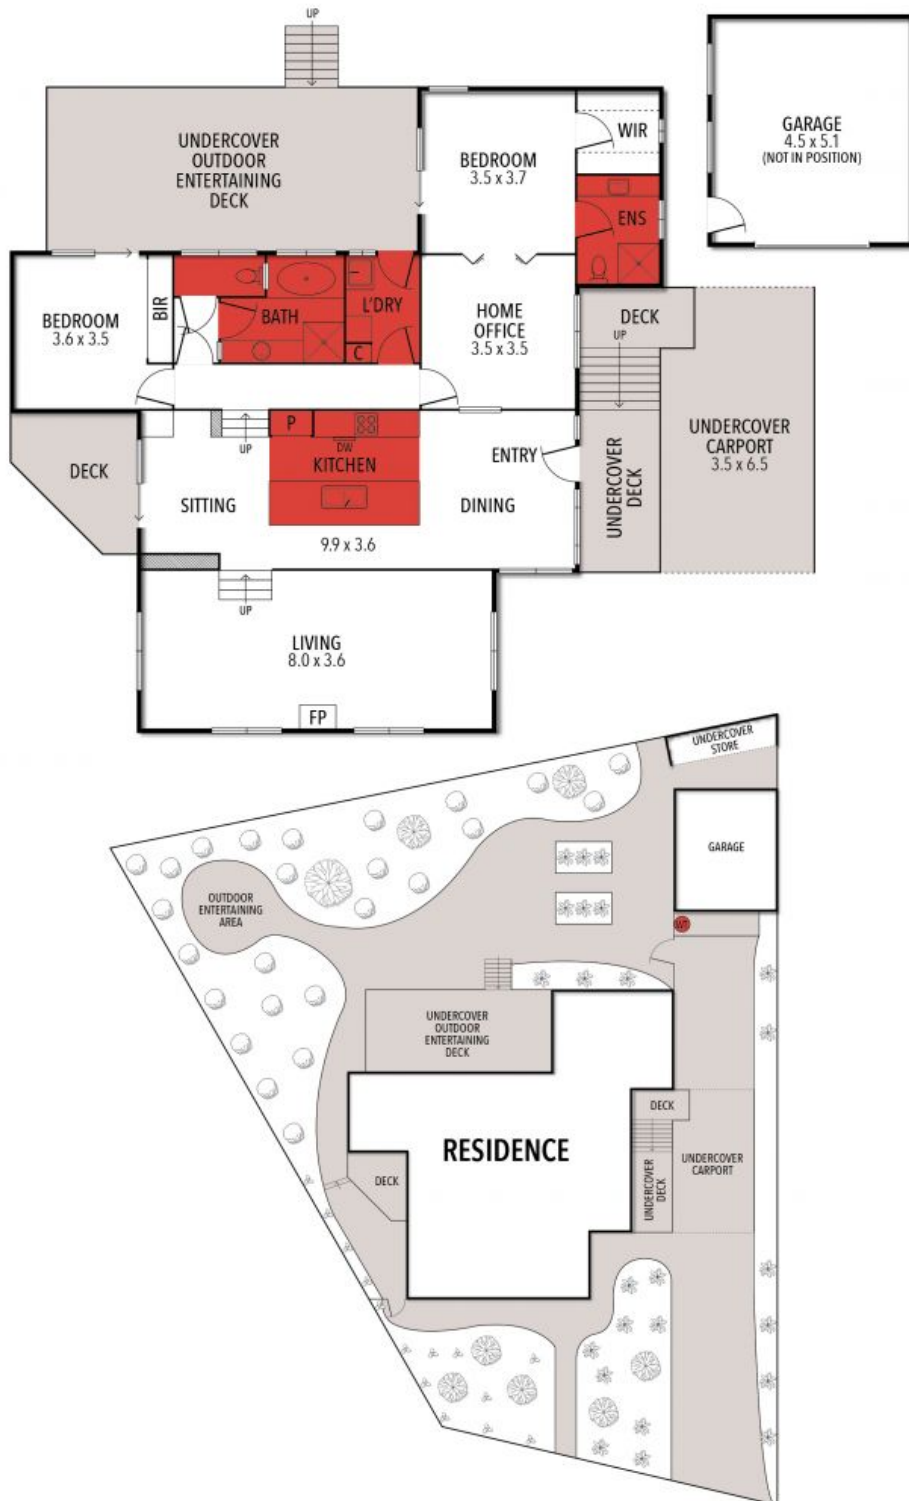 UP
UNDERCOVER
OUTDOOR
ENTERTAINING
DECK
BEDROOM
3.5 x 3.7
WIR
GARAGE
4.5 x 5.1
(NOT IN POSITION)
ENS
BEDROOM
3.6 x 3.5
BIR
BATH
L'DRY
C
HOME
OFFICE
3.5 x 3.5
DECK
UP
UNDERCOVER
CARPORT
3.5 x 6.5
DECK
UP
P
DW
KITCHEN
SITTING
ENTRY
DINING
UNDERCOVER
DECK
9.9 x 3.6
UP
LIVING
8.0 x 3.6
FP
UNDERCOVER
STORE
GARAGE
OUTDOOR
ENTERTAINING
AREA
WT
UNDERCOVER
OUTDOOR
ENTERTAINING
DECK
DECK
RESIDENCE
DECK
UNDERCOVER
DECK
UNDERCOVER
CARPORT